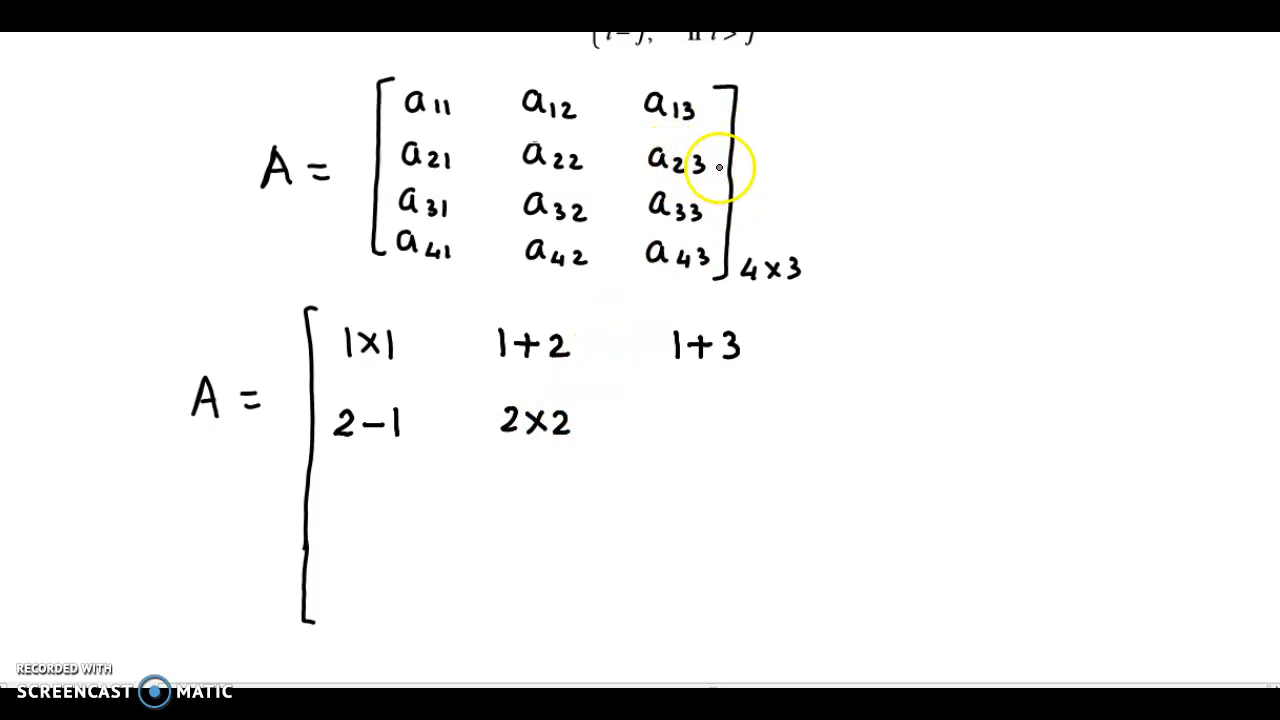 i − j, if i > j
a11 a12 a13
A = a21 a22 a23
a31 a32 a33
a41 a42 a43 4×3
1×1 1+2 1+3
A =
2−1 2×2
RECORDED WITH
SCREENCAST MATIC